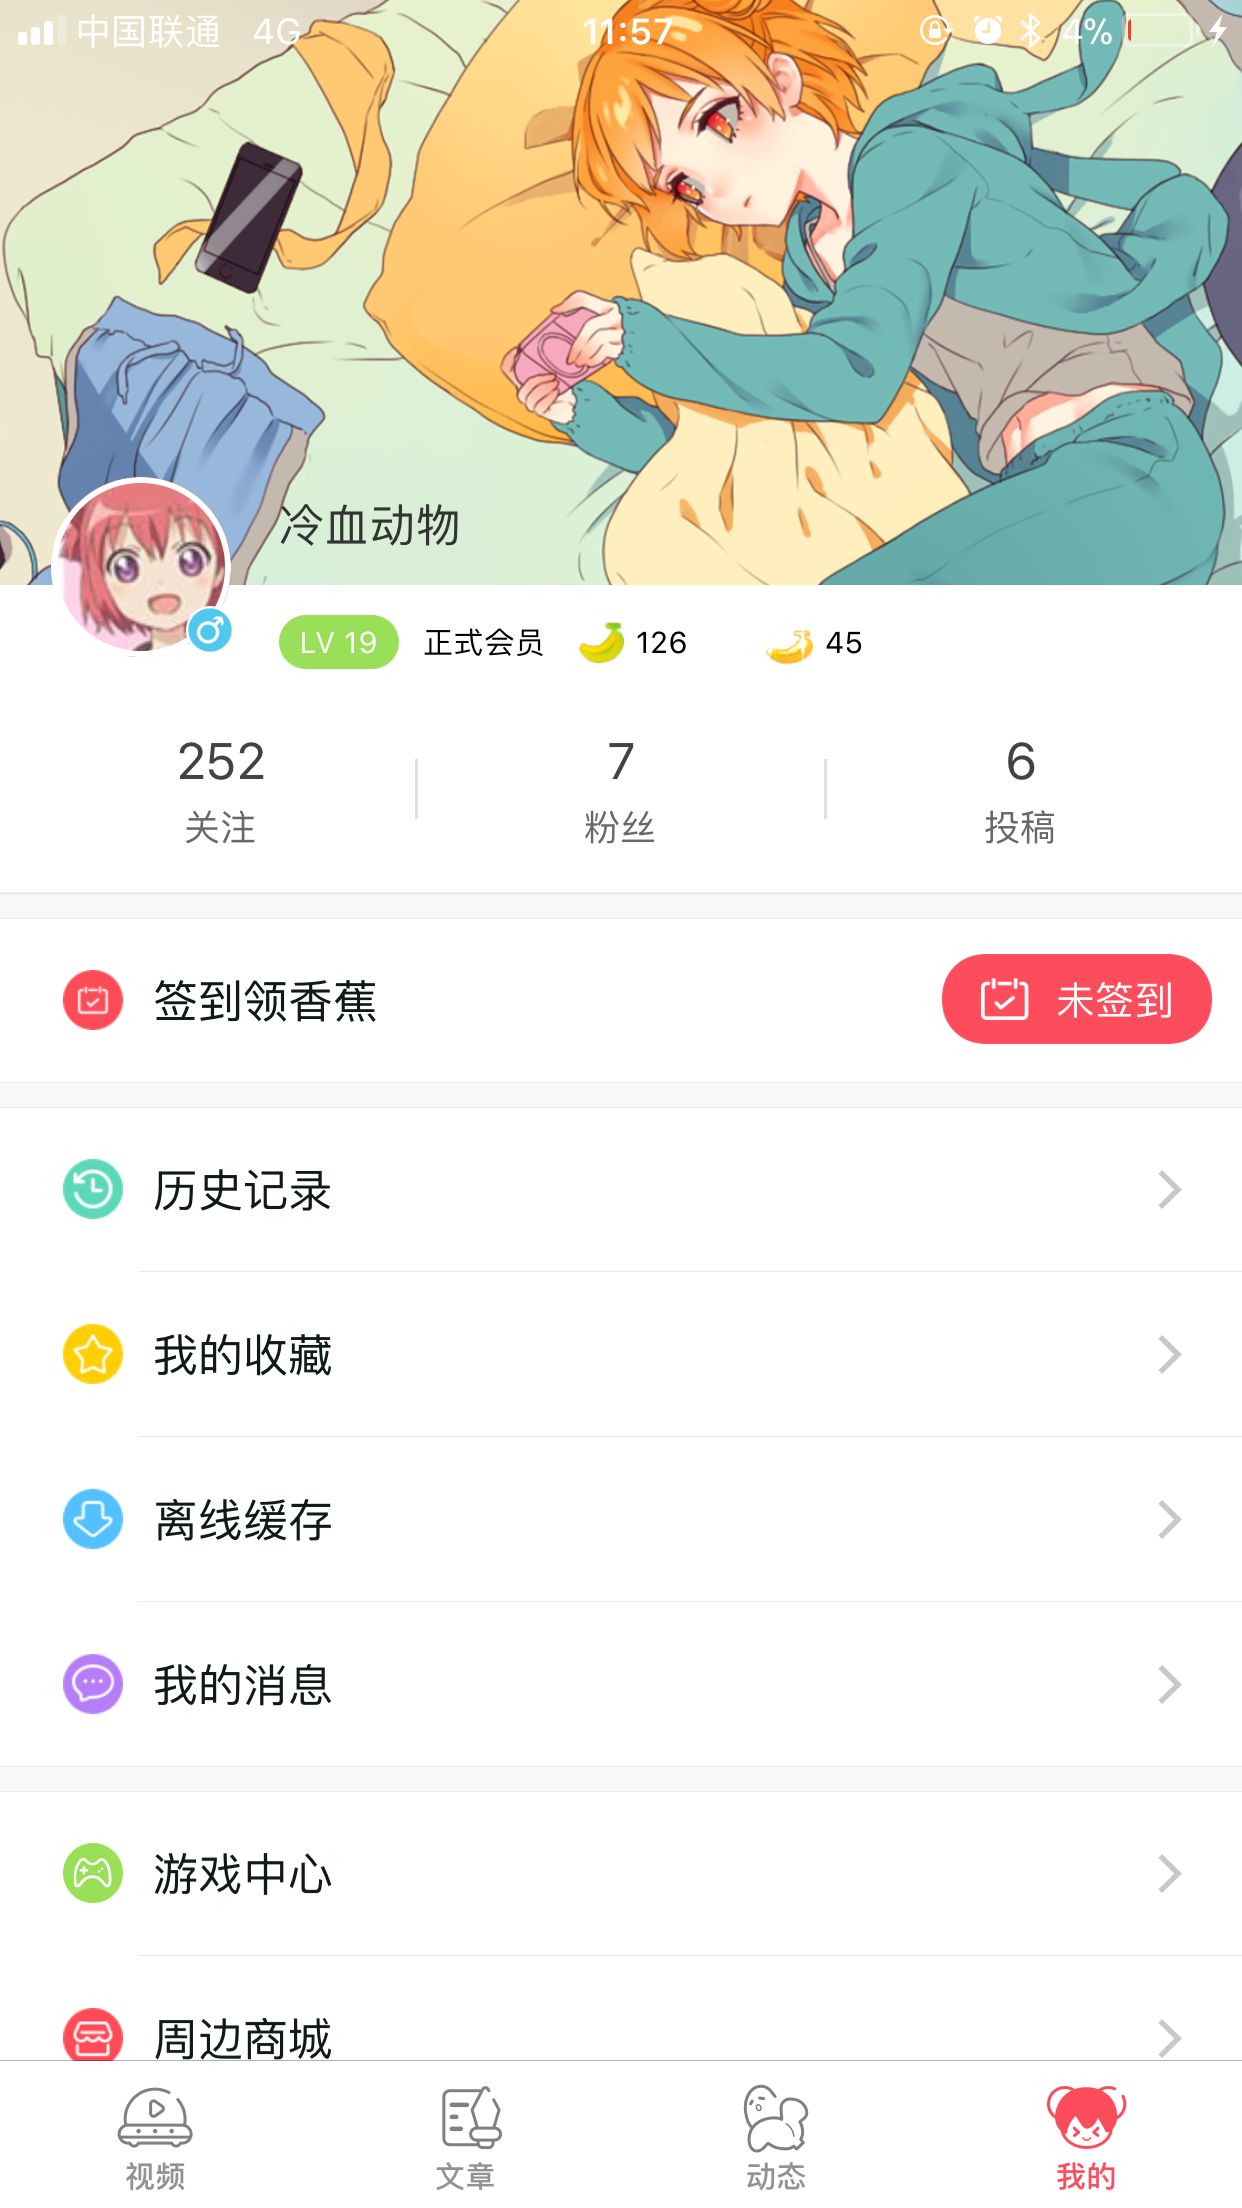 中国联通 4G 11:57 4%
冷血动物
LV 19 正式会员 126 45
252 7 6
关注 粉丝 投稿
签到领香蕉 未签到
历史记录
我的收藏
离线缓存
我的消息
游戏中心
周边商城
视频 文章 动态 我的